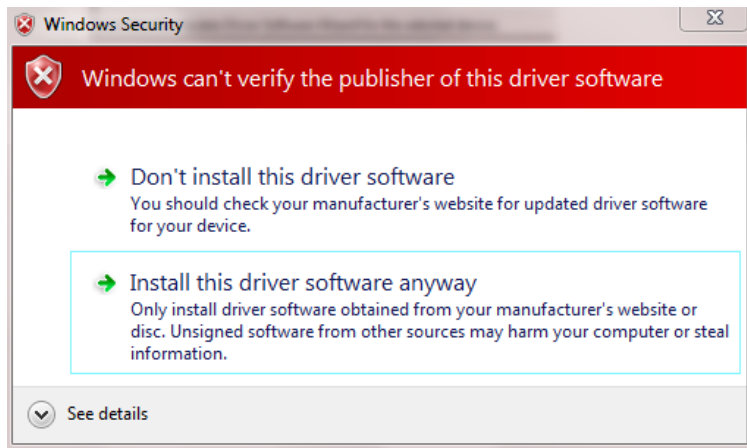 Windows Security
Windows can't verify the publisher of this driver software
Don't install this driver software
You should check your manufacturer's website for updated driver software
for your device.
Install this driver software anyway
Only install driver software obtained from your manufacturer's website or
disc. Unsigned software from other sources may harm your computer or steal
information.
See details